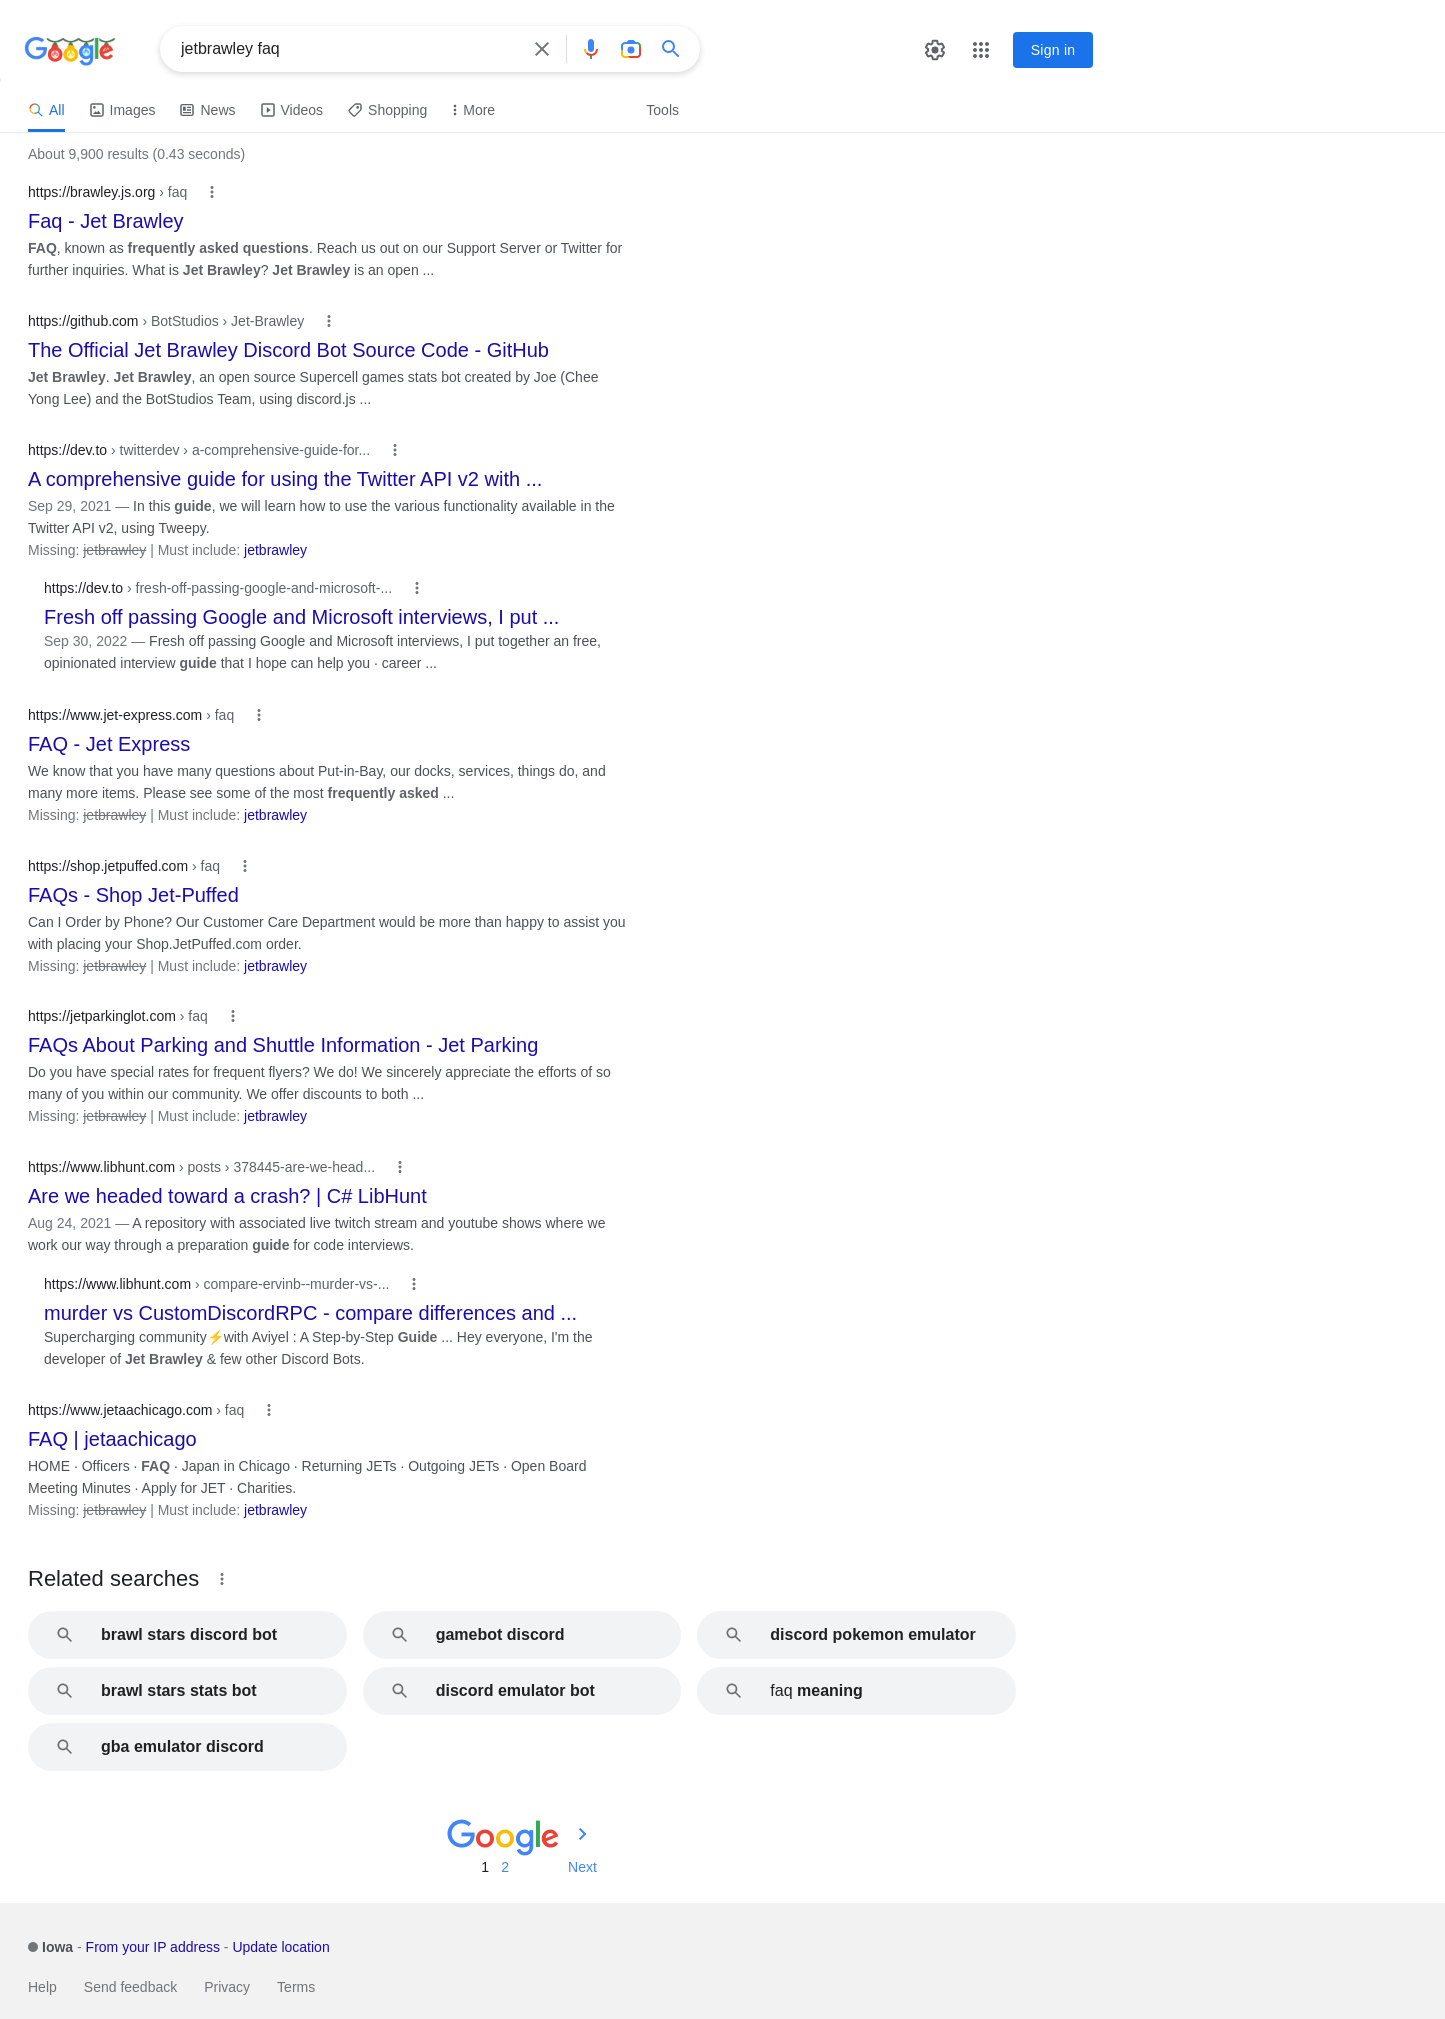 Google
jetbrawley faq
Sign in
All Images News Videos Shopping More Tools
About 9,900 results (0.43 seconds)
https://brawley.js.org › faq
Faq - Jet Brawley
FAQ, known as frequently asked questions. Reach us out on our Support Server or Twitter for
further inquiries. What is Jet Brawley? Jet Brawley is an open ...
https://github.com › BotStudios › Jet-Brawley
The Official Jet Brawley Discord Bot Source Code - GitHub
Jet Brawley. Jet Brawley, an open source Supercell games stats bot created by Joe (Chee
Yong Lee) and the BotStudios Team, using discord.js ...
https://dev.to › twitterdev › a-comprehensive-guide-for...
A comprehensive guide for using the Twitter API v2 with ...
Sep 29, 2021 — In this guide, we will learn how to use the various functionality available in the
Twitter API v2, using Tweepy.
Missing: jetbrawley | Must include: jetbrawley
https://dev.to › fresh-off-passing-google-and-microsoft-...
Fresh off passing Google and Microsoft interviews, I put ...
Sep 30, 2022 — Fresh off passing Google and Microsoft interviews, I put together an free,
opinionated interview guide that I hope can help you · career ...
https://www.jet-express.com › faq
FAQ - Jet Express
We know that you have many questions about Put-in-Bay, our docks, services, things do, and
many more items. Please see some of the most frequently asked ...
Missing: jetbrawley | Must include: jetbrawley
https://shop.jetpuffed.com › faq
FAQs - Shop Jet-Puffed
Can I Order by Phone? Our Customer Care Department would be more than happy to assist you
with placing your Shop.JetPuffed.com order.
Missing: jetbrawley | Must include: jetbrawley
https://jetparkinglot.com › faq
FAQs About Parking and Shuttle Information - Jet Parking
Do you have special rates for frequent flyers? We do! We sincerely appreciate the efforts of so
many of you within our community. We offer discounts to both ...
Missing: jetbrawley | Must include: jetbrawley
https://www.libhunt.com › posts › 378445-are-we-head...
Are we headed toward a crash? | C# LibHunt
Aug 24, 2021 — A repository with associated live twitch stream and youtube shows where we
work our way through a preparation guide for code interviews.
https://www.libhunt.com › compare-ervinb--murder-vs-...
murder vs CustomDiscordRPC - compare differences and ...
Supercharging community⚡with Aviyel : A Step-by-Step Guide ... Hey everyone, I'm the
developer of Jet Brawley & few other Discord Bots.
https://www.jetaachicago.com › faq
FAQ | jetaachicago
HOME · Officers · FAQ · Japan in Chicago · Returning JETs · Outgoing JETs · Open Board
Meeting Minutes · Apply for JET · Charities.
Missing: jetbrawley | Must include: jetbrawley
Related searches
brawl stars discord bot gamebot discord discord pokemon emulator
brawl stars stats bot discord emulator bot faq meaning
gba emulator discord
Google
1 2 Next
Iowa - From your IP address - Update location
Help Send feedback Privacy Terms